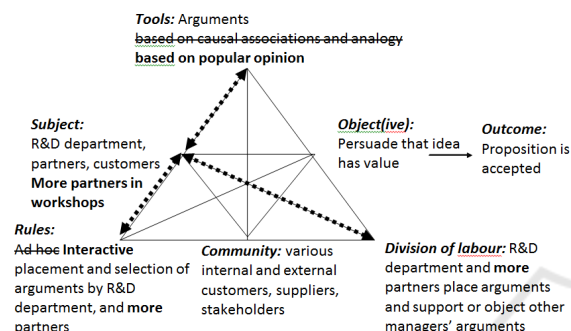 Tools: Arguments
based on causal associations and analogy
based on popular opinion
Subject:
R&D department,
partners, customers
More partners in
workshops
Object(ive):
Persuade that idea
has value
Outcome:
Proposition is
accepted
Rules:
Ad hoc Interactive
placement and selection of
arguments by R&D
department, and more
partners
Community: various
internal and external
customers, suppliers,
stakeholders
Division of labour: R&D
department and more
partners place arguments
and support or object other
managers' arguments